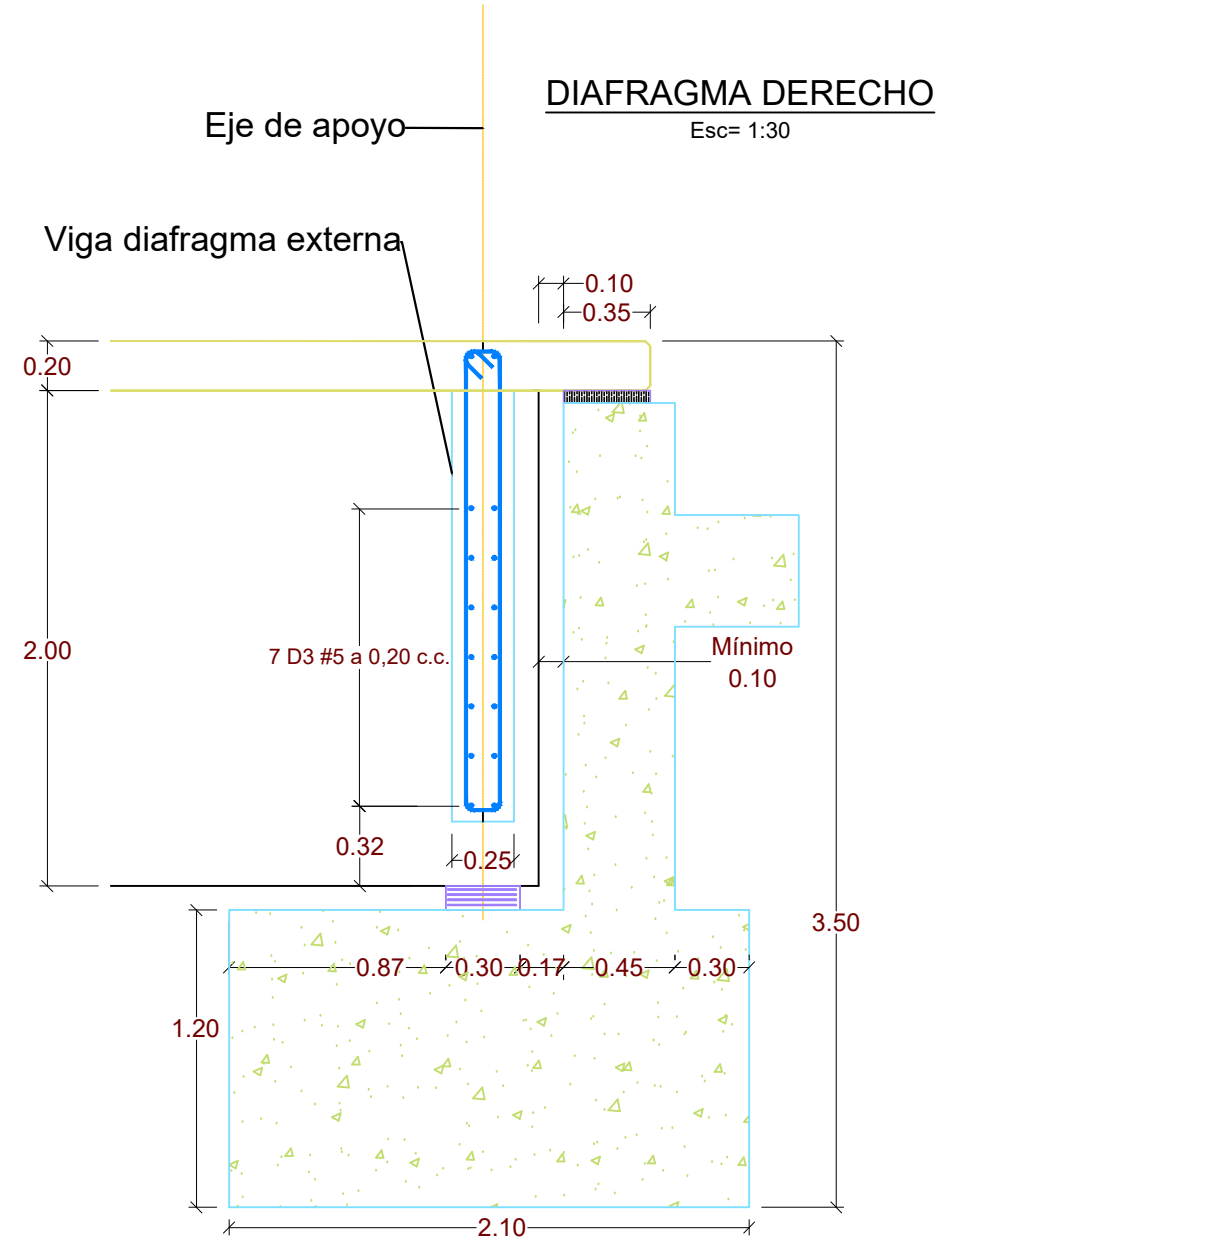 DIAFRAGMA DERECHO
Esc= 1:30
Eje de apoyo
Viga diafragma externa
0.10
0.35
0.20
2.00
7 D3 #5 a 0,20 c.c.
Mínimo
0.10
0.32
0.25
3.50
0.87
0.30
0.17
0.45
0.30
1.20
2.10